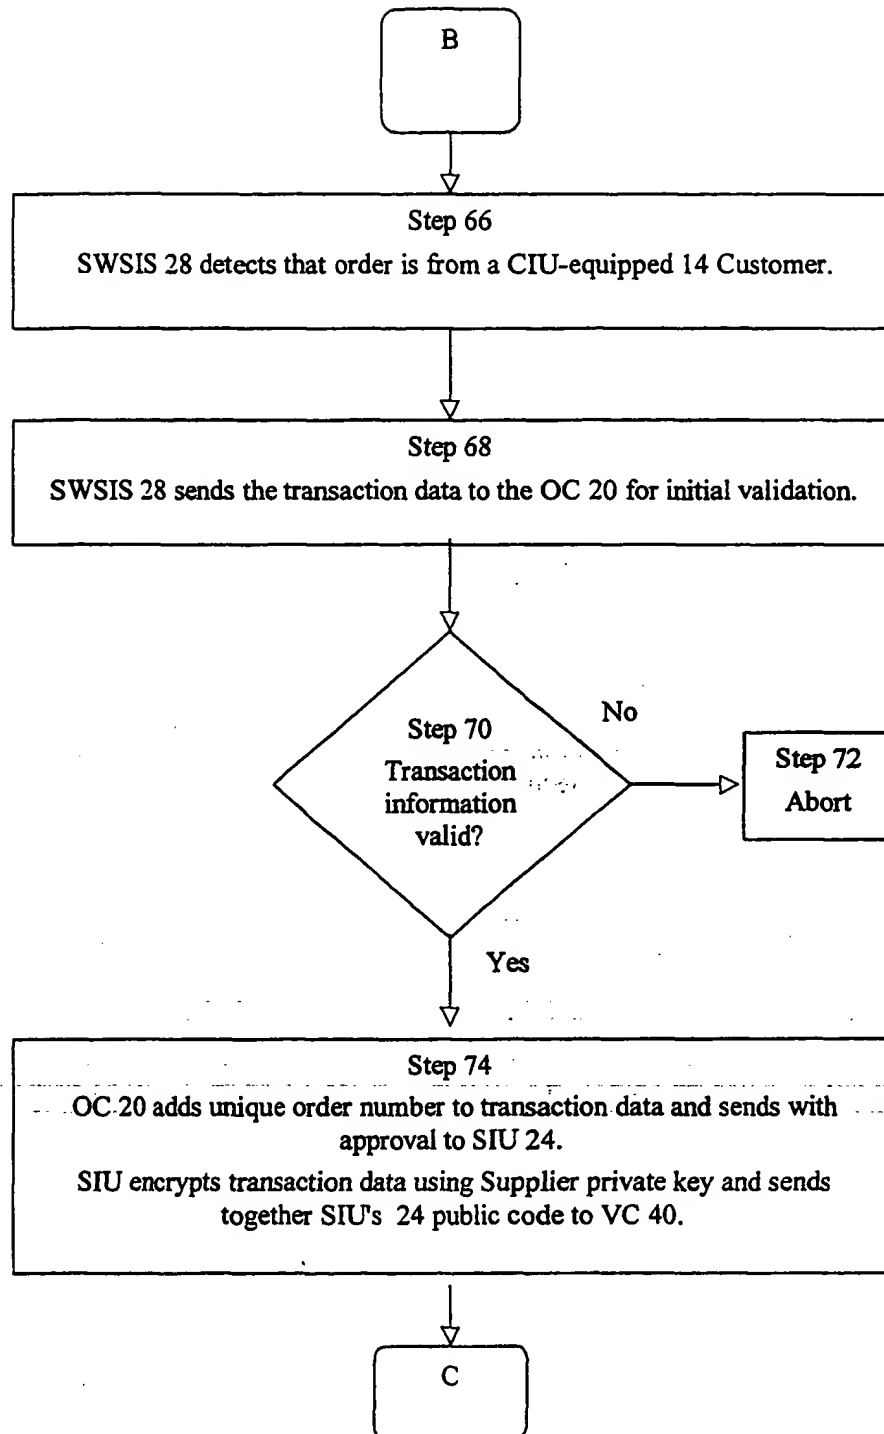 B
Step 66
SWSIS 28 detects that order is from a CIU-equipped 14 Customer.
Step 68
SWSIS 28 sends the transaction data to the OC 20 for initial validation.
Step 70
Transaction
information
valid?
No
Step 72
Abort
Yes
Step 74
OC 20 adds unique order number to transaction data and sends with
approval to SIU 24.
SIU encrypts transaction data using Supplier private key and sends
together SIU's 24 public code to VC 40.
C